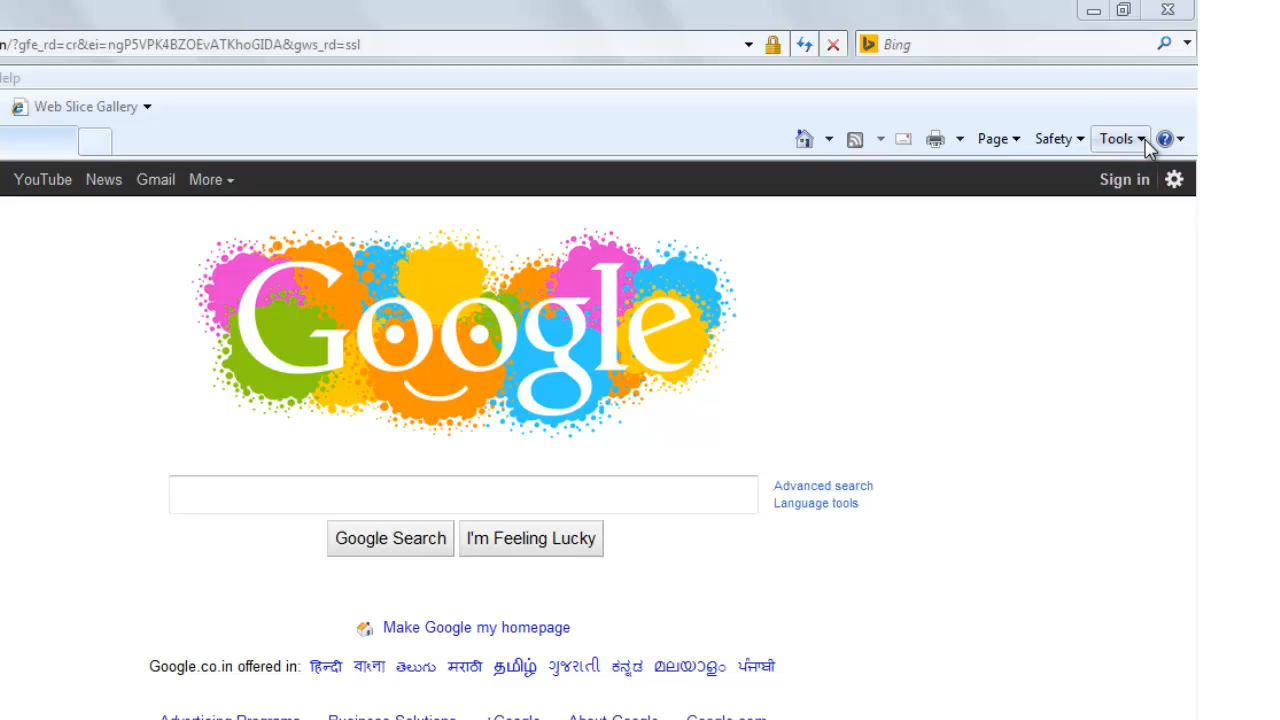 n/?gfe_rd=cr&ei=ngP5VPK4BZOEvATKhoGIDA&gws_rd=ssl
Bing
Help
Web Slice Gallery
Page Safety Tools
YouTube News Gmail More Sign in
Google
Advanced search
Language tools
Google Search I'm Feeling Lucky
Make Google my homepage
Google.co.in offered in: हिन्दी বাংলা తెలుగు मराठी தமிழ் ગુજરાતી ಕನ್ನಡ മലയാളം ਪੰਜਾਬੀ
Advertising Programs Business Solutions +Google About Google Google.com